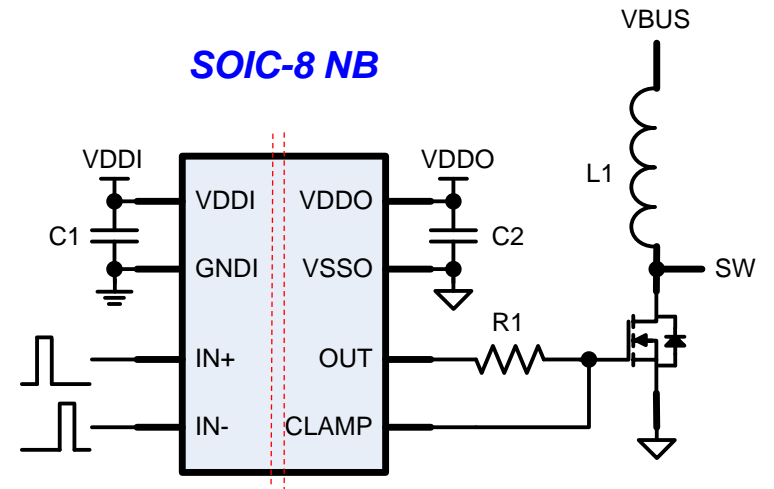 VBUS
SOIC-8 NB
VDDI
VDDO
L1
VDDI
VDDO
C1
C2
GNDI
VSSO
SW
R1
IN+
OUT
IN-
CLAMP